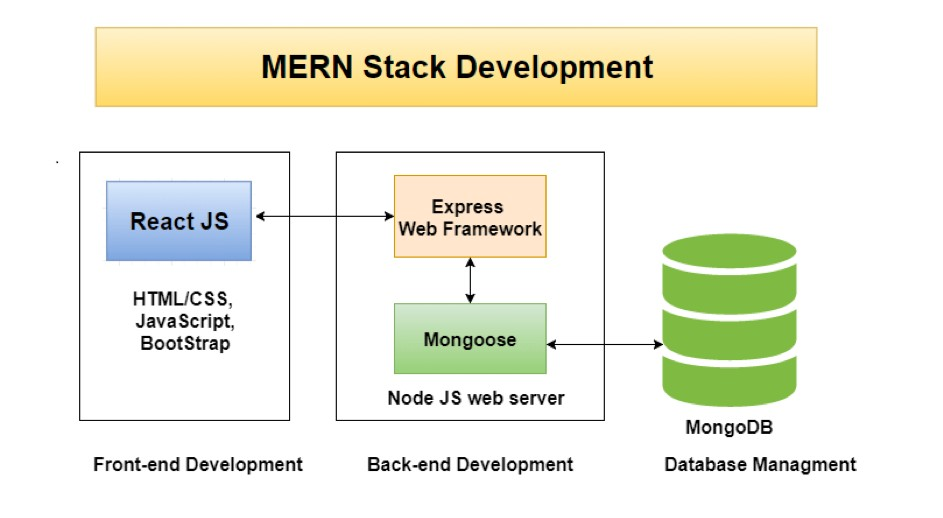 MERN Stack Development
React JS
HTML/CSS,
JavaScript,
BootStrap
Front-end Development
Express
Web Framework
Mongoose
Node JS web server
Back-end Development
MongoDB
Database Managment